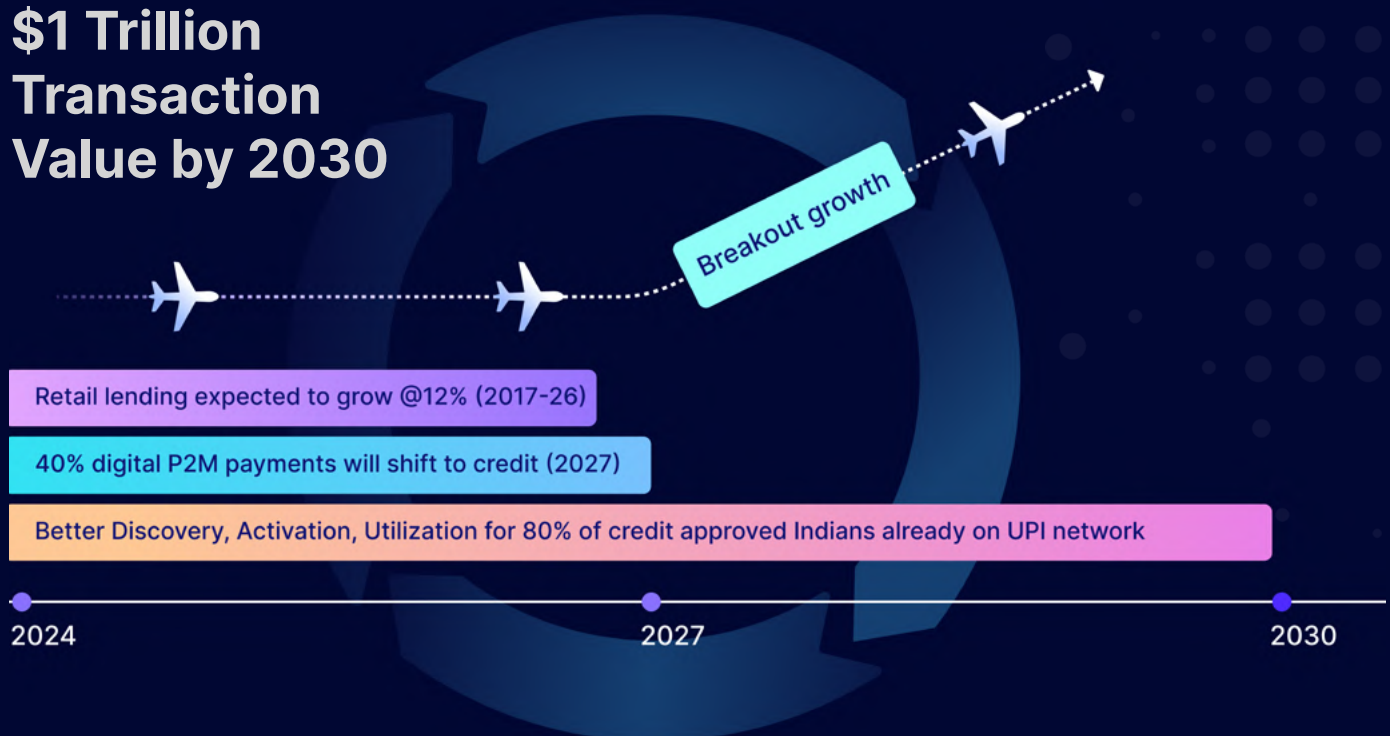 $1 Trillion
Transaction
Value by 2030
Breakout growth
Retail lending expected to grow @12% (2017-26)
40% digital P2M payments will shift to credit (2027)
Better Discovery, Activation, Utilization for 80% of credit approved Indians already on UPI network
2024
2027
2030